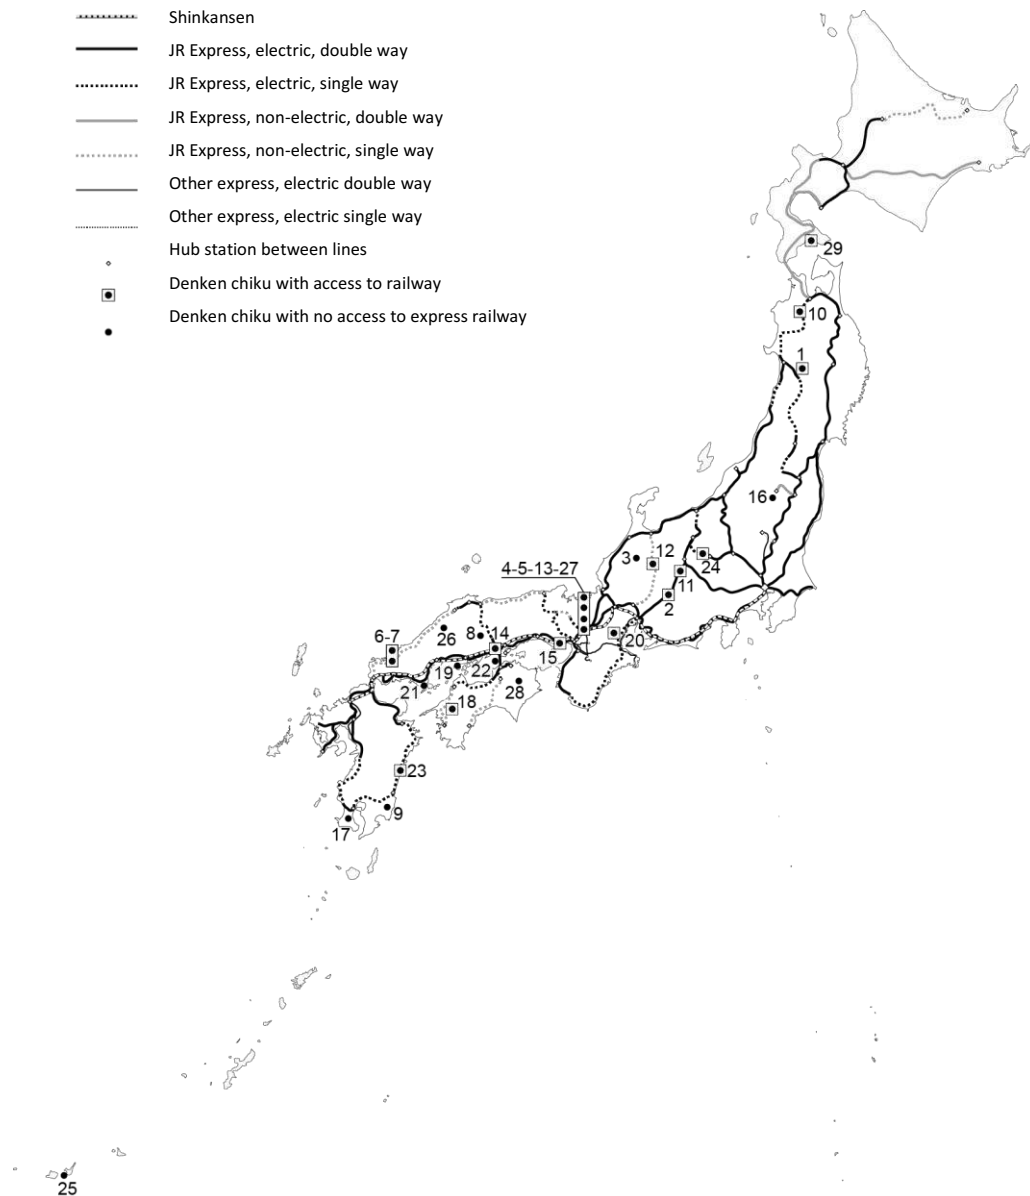 Shinkansen
JR Express, electric, double way
JR Express, electric, single way
JR Express, non-electric, double way
JR Express, non-electric, single way
Other express, electric double way
Other express, electric single way
Hub station between lines
Denken chiku with access to railway
Denken chiku with no access to express railway
29
10
1
16
3
12
24
4-5-13-27
11
2
26
8
14
20
6-7
15
19
22
21
28
18
23
9
17
25